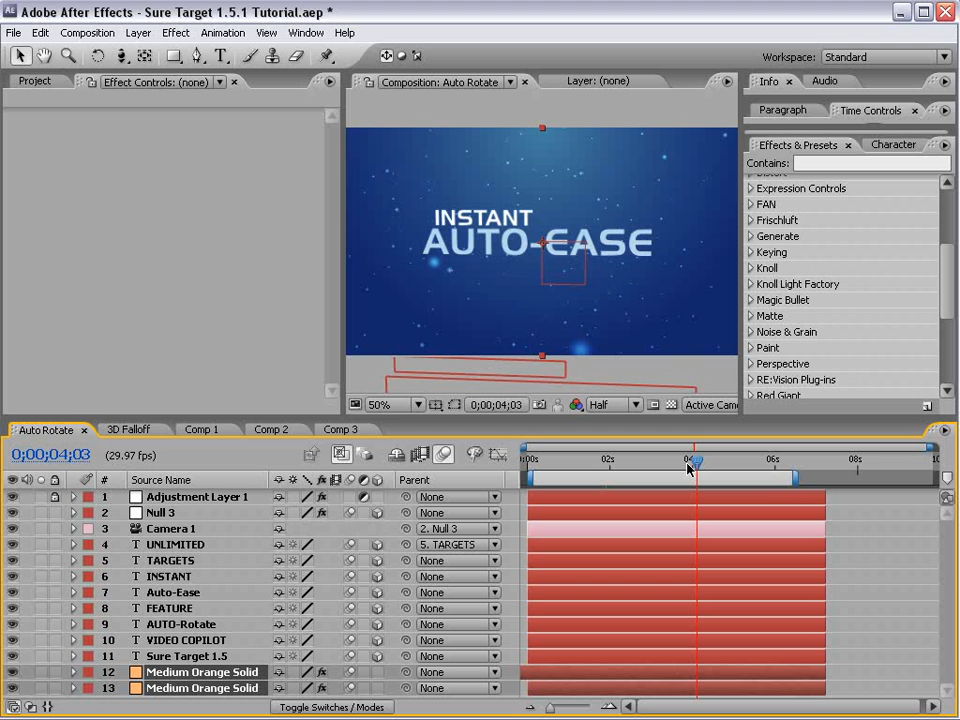 Adobe After Effects - Sure Target 1.5.1 Tutorial.aep *
File Edit Composition Layer Effect Animation View Window Help
Workspace: Standard
Project Effect Controls: (none) Composition: Auto Rotate Layer: (none) Info Audio
Paragraph Time Controls
Effects & Presets Character
Contains:
Expression Controls
FAN
Frischluft
Generate
Keying
Knoll
Knoll Light Factory
Magic Bullet
Matte
Noise & Grain
Paint
Perspective
RE:Vision Plug-ins
Red Giant
INSTANT
AUTO-EASE
50% 0;00;04;03 Half Active Cam
Auto Rotate 3D Falloff Comp 1 Comp 2 Comp 3
0;00;04;03 (29.97 fps)
:00s 02s 04s 06s 08s 10
# Source Name Parent
1 Adjustment Layer 1 None
2 Null 3 None
3 Camera 1 2. Null 3
4 T UNLIMITED 5. TARGETS
5 T TARGETS None
6 T INSTANT None
7 T Auto-Ease None
8 T FEATURE None
9 T AUTO-Rotate None
10 T VIDEO COPILOT None
11 T Sure Target 1.5 None
12 Medium Orange Solid None
13 Medium Orange Solid None
Toggle Switches / Modes